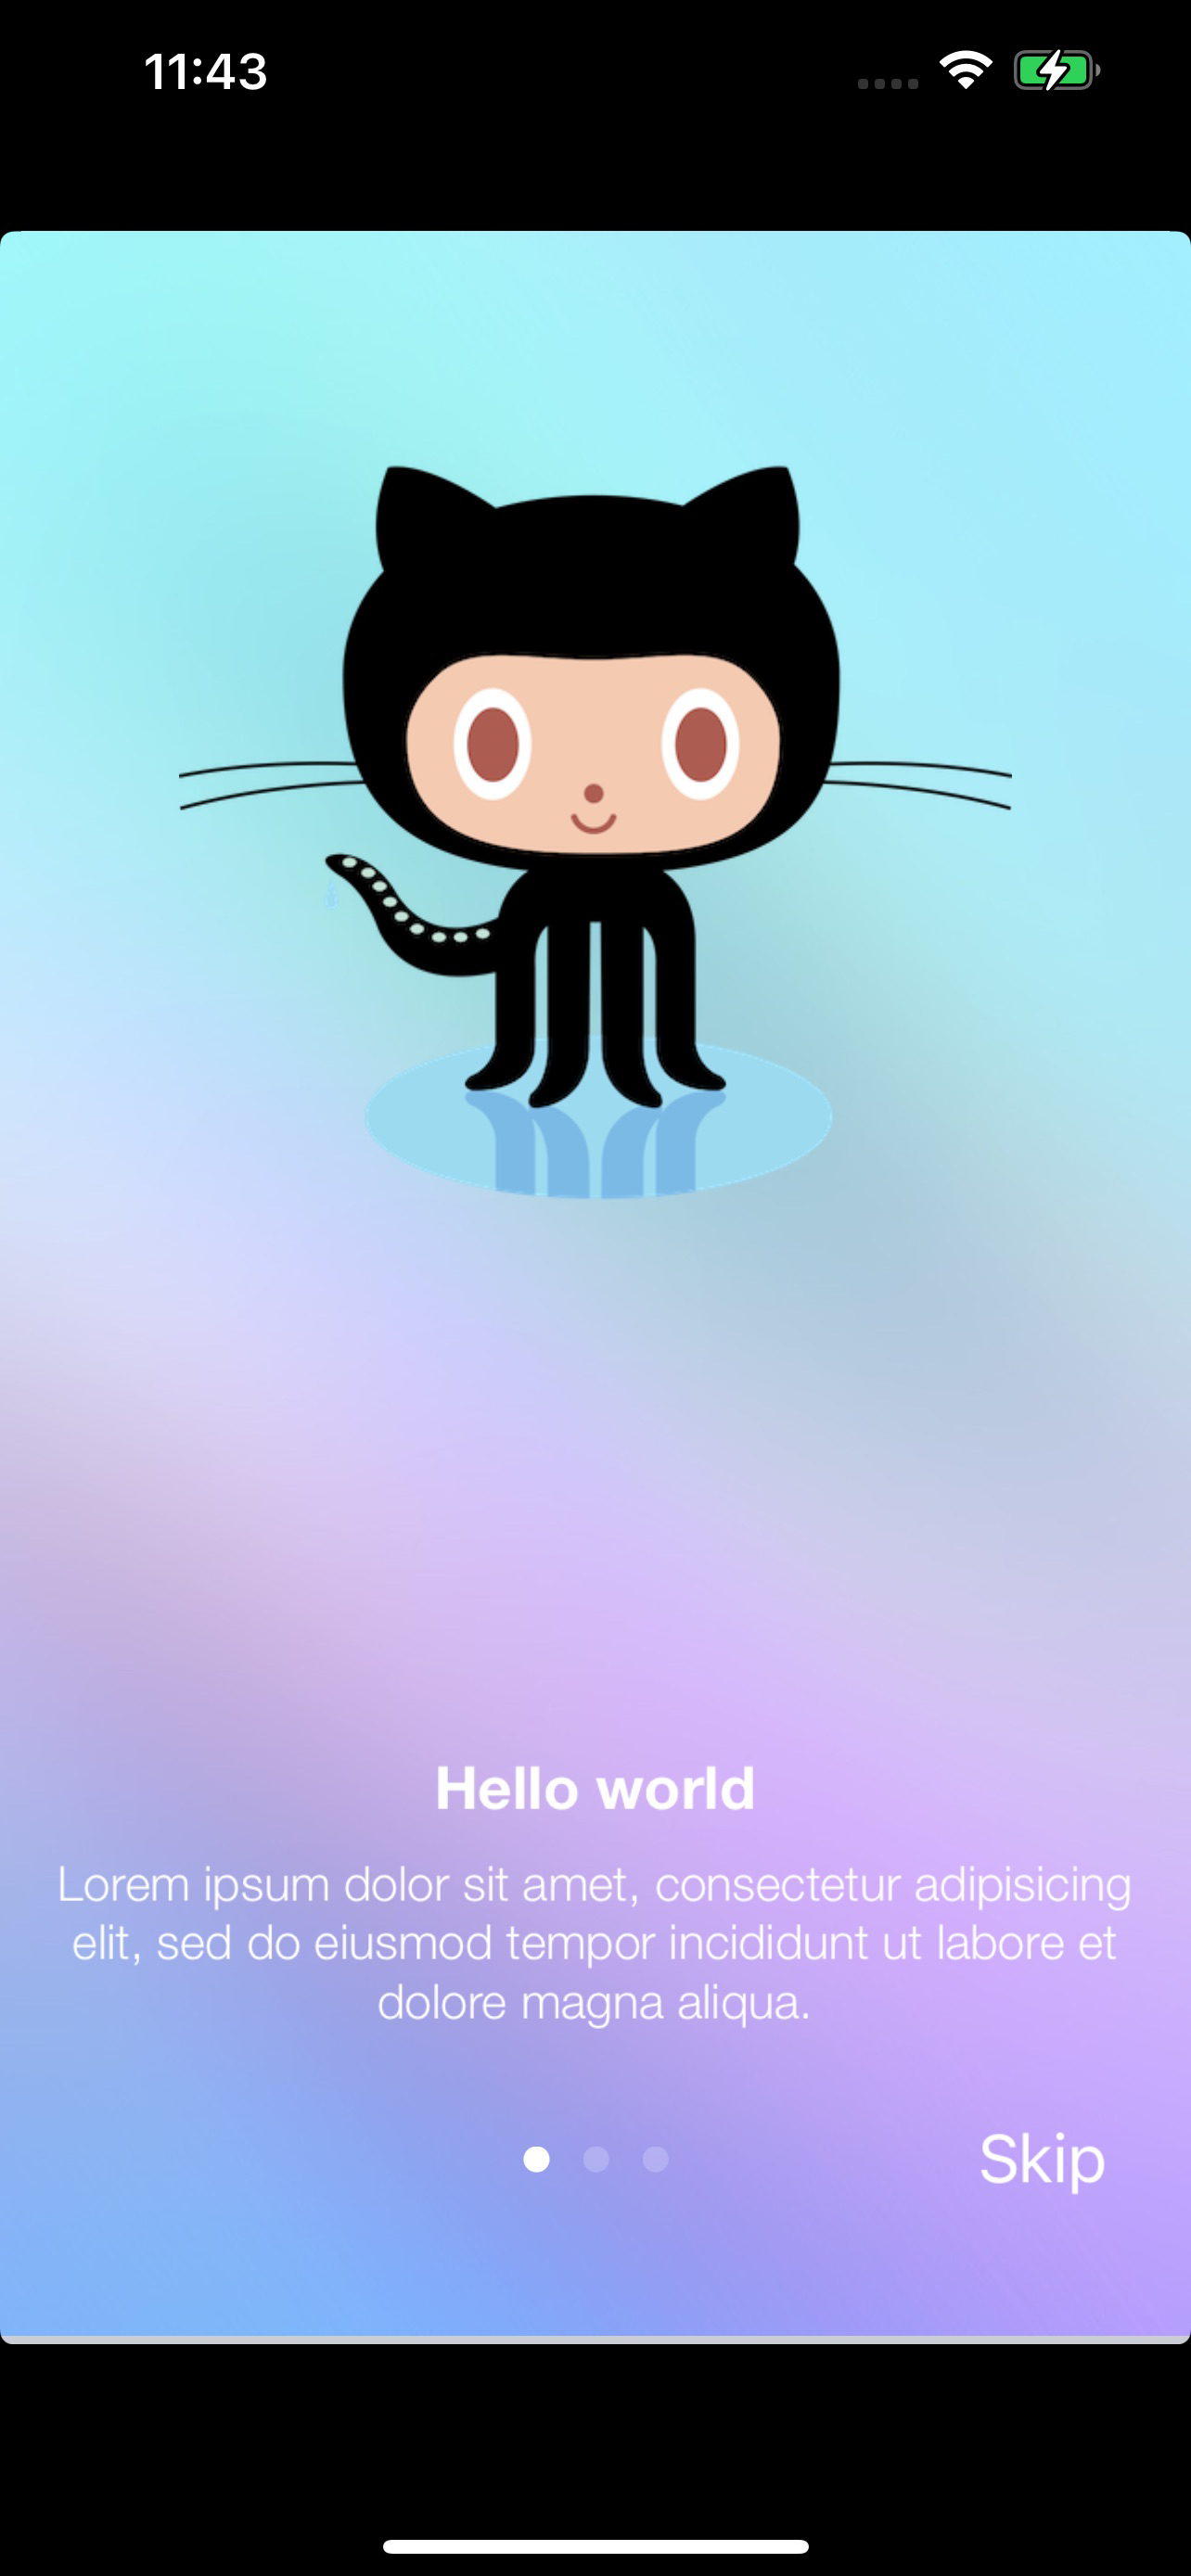 11:43
Hello world
Lorem ipsum dolor sit amet, consectetur adipisicing
elit, sed do eiusmod tempor incididunt ut labore et
dolore magna aliqua.
Skip